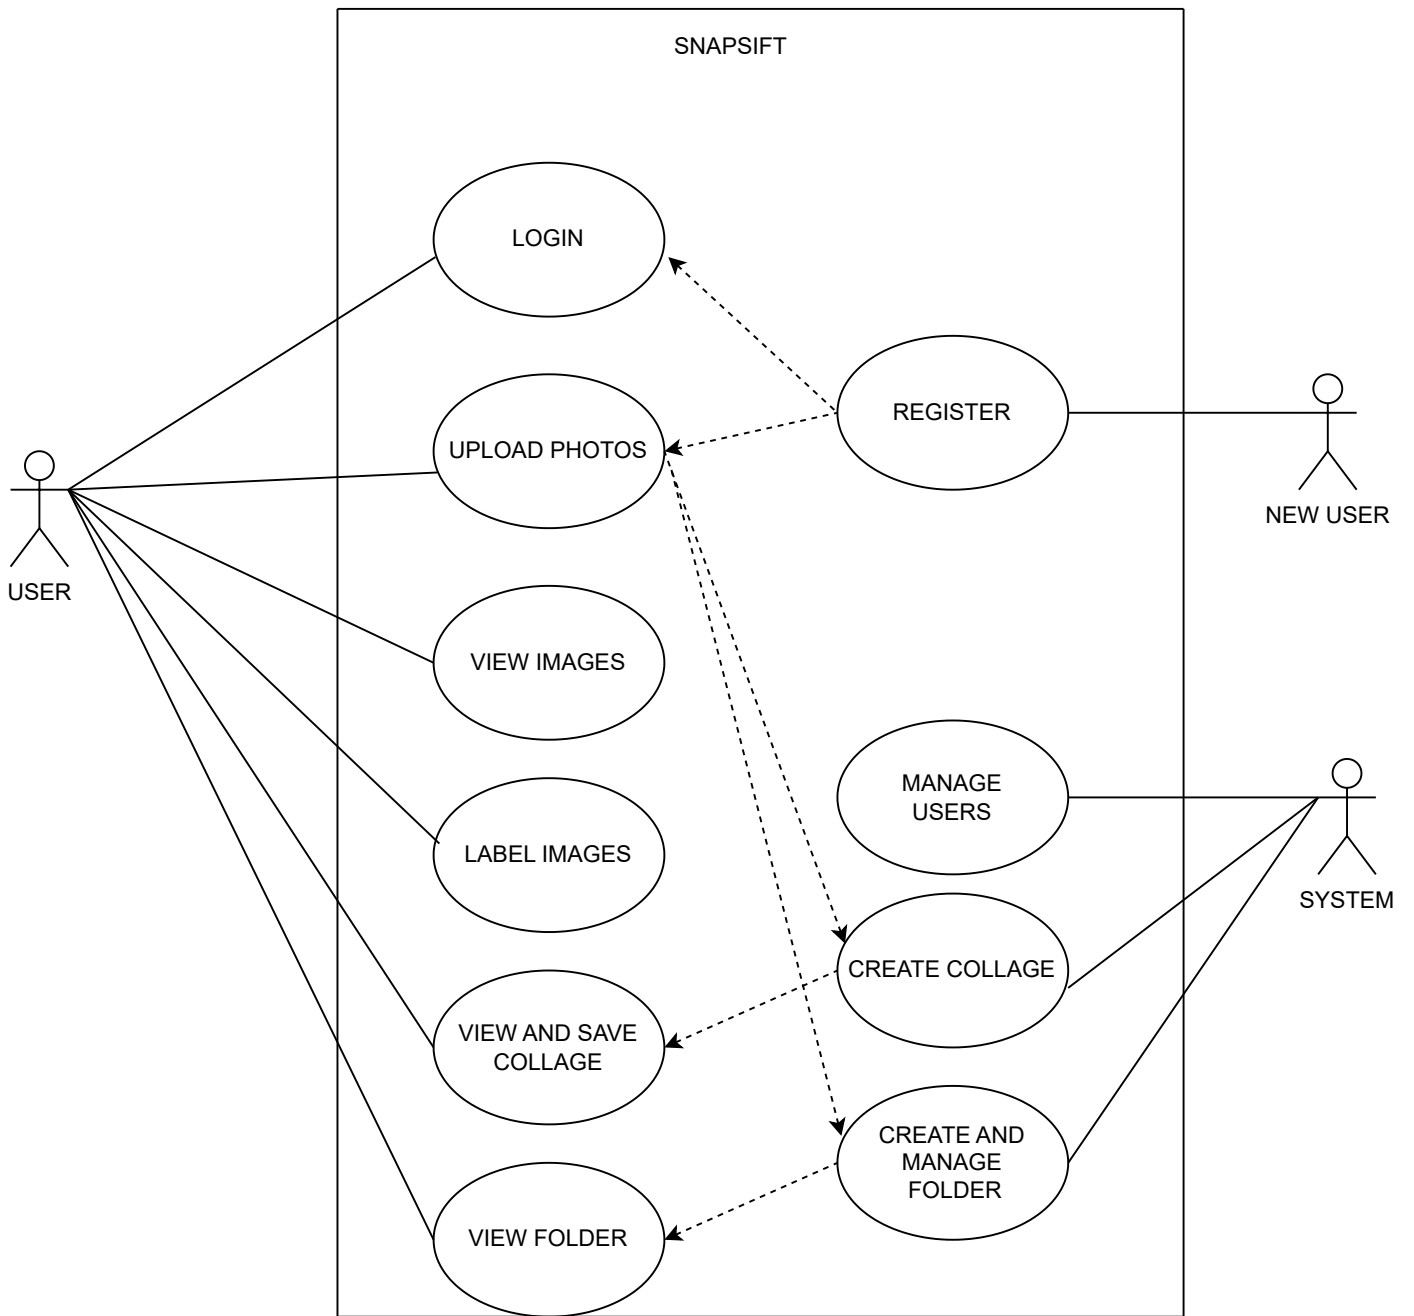 SNAPSIFT
LOGIN
REGISTER
UPLOAD PHOTOS
NEW USER
USER
VIEW IMAGES
MANAGE
USERS
LABEL IMAGES
SYSTEM
CREATE COLLAGE
VIEW AND SAVE
COLLAGE
CREATE AND
MANAGE
FOLDER
VIEW FOLDER